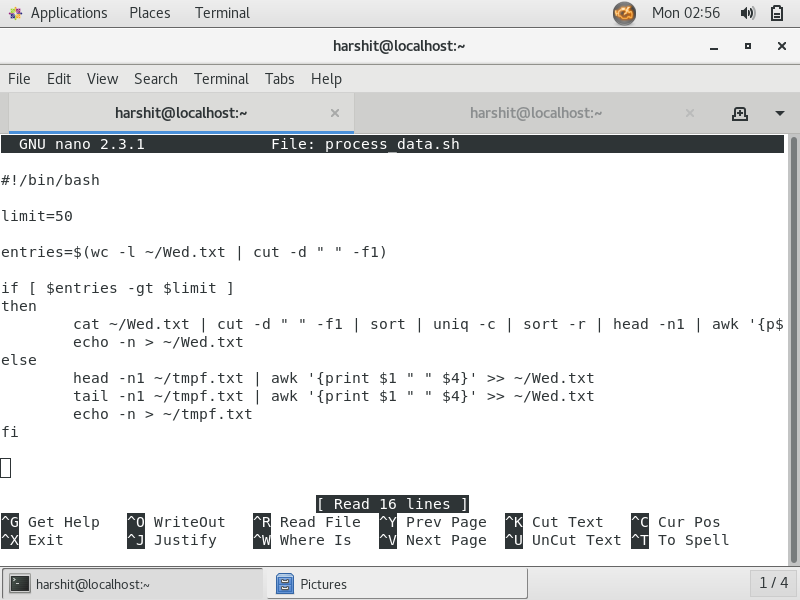 Applications Places Terminal Mon 02:56
harshit@localhost:~
File Edit View Search Terminal Tabs Help
harshit@localhost:~ × harshit@localhost:~ ×
GNU nano 2.3.1 File: process_data.sh
#!/bin/bash
limit=50
entries=$(wc -l ~/Wed.txt | cut -d " " -f1)
if [ $entries -gt $limit ]
then
cat ~/Wed.txt | cut -d " " -f1 | sort | uniq -c | sort -r | head -n1 | awk '{p$
echo -n > ~/Wed.txt
else
head -n1 ~/tmpf.txt | awk '{print $1 " " $4}' >> ~/Wed.txt
tail -n1 ~/tmpf.txt | awk '{print $1 " " $4}' >> ~/Wed.txt
echo -n > ~/tmpf.txt
fi
[ Read 16 lines ]
^G Get Help ^O WriteOut ^R Read File ^Y Prev Page ^K Cut Text ^C Cur Pos
^X Exit ^J Justify ^W Where Is ^V Next Page ^U UnCut Text ^T To Spell
harshit@localhost:~ Pictures 1 / 4